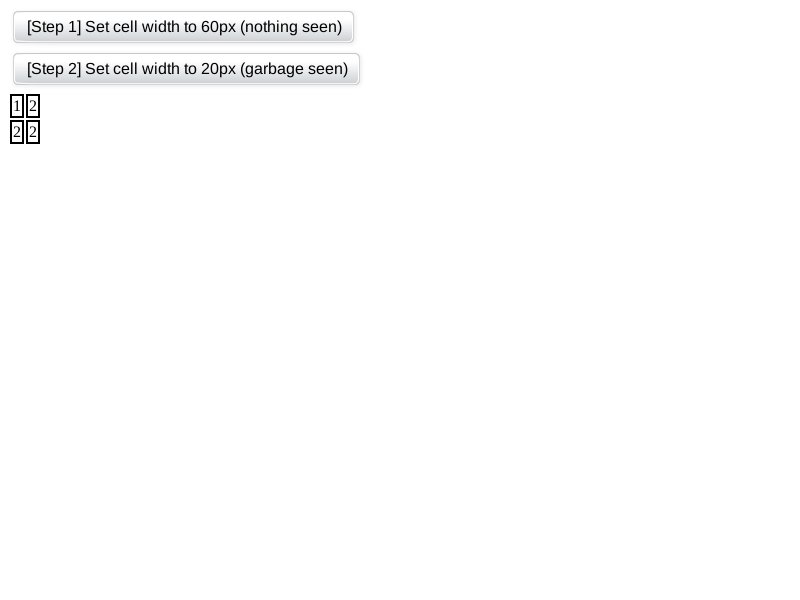 [Step 1] Set cell width to 60px (nothing seen)
[Step 2] Set cell width to 20px (garbage seen)
1 2
2 2